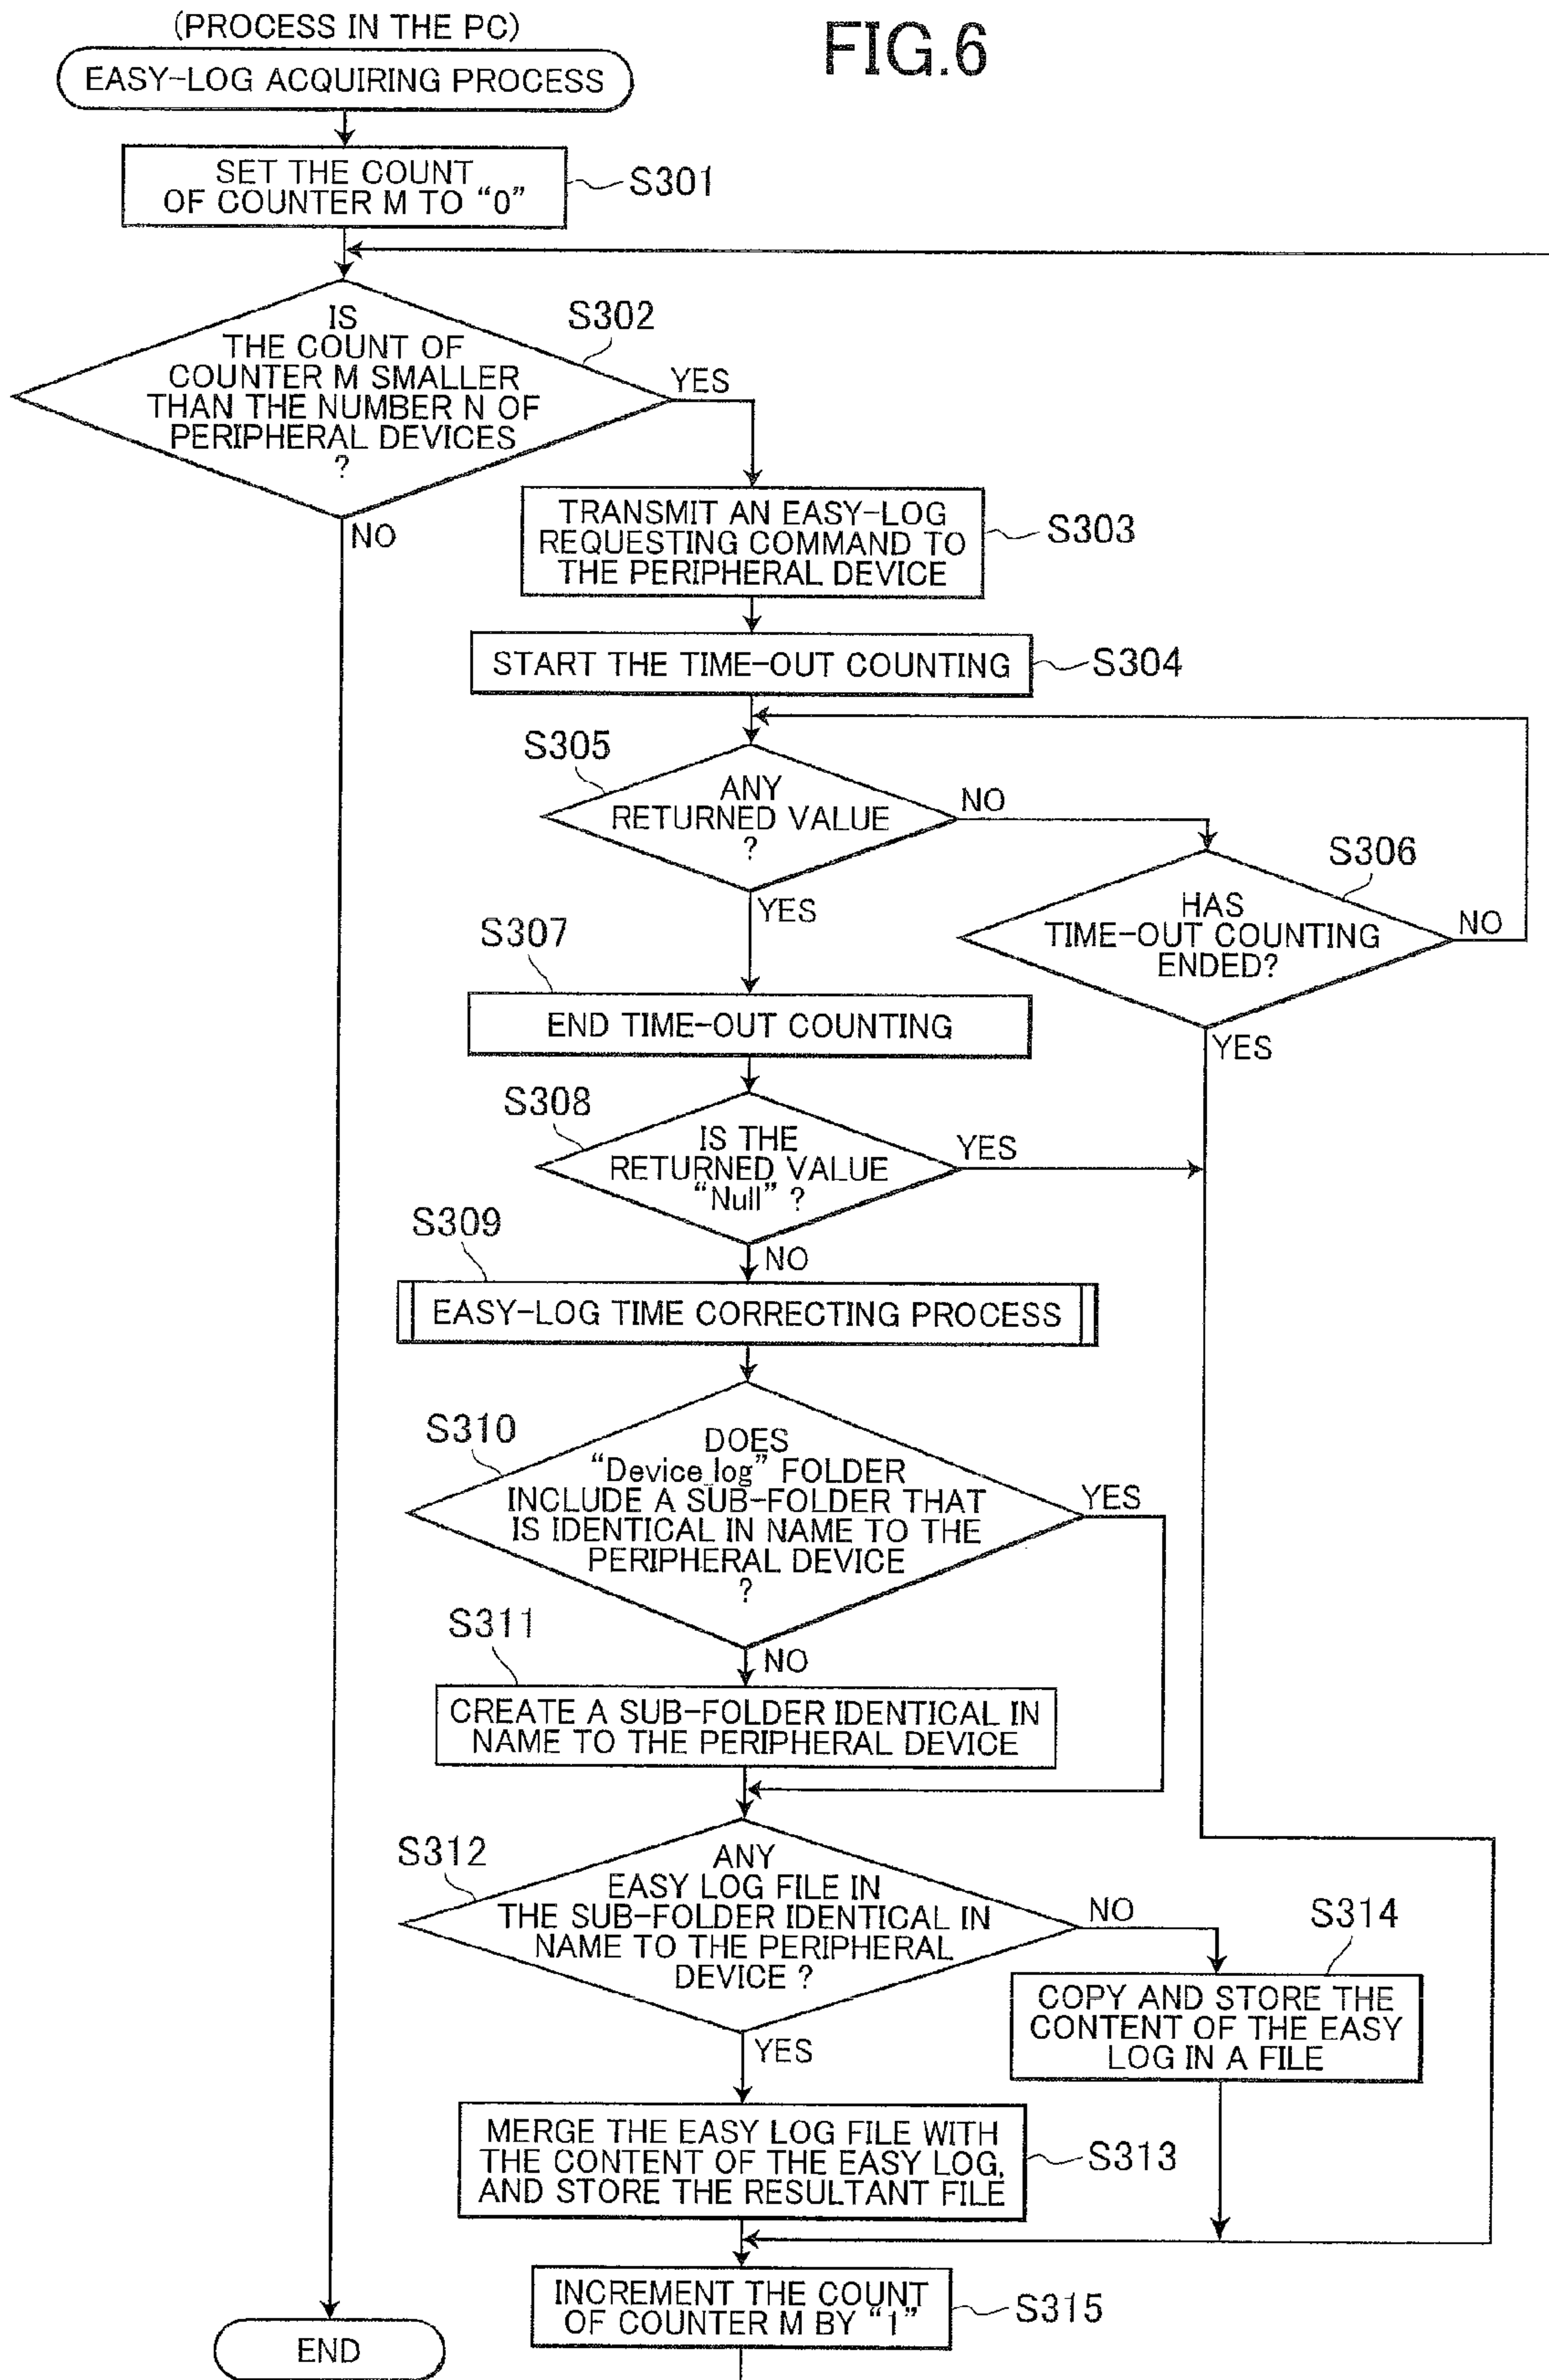 (PROCESS IN THE PC)
FIG.6
EASY-LOG ACQUIRING PROCESS
SET THE COUNT
OF COUNTER M TO “0”
S301
IS
THE COUNT OF
COUNTER M SMALLER
THAN THE NUMBER N OF
PERIPHERAL DEVICES
?
S302
YES
NO
TRANSMIT AN EASY-LOG
REQUESTING COMMAND TO
THE PERIPHERAL DEVICE
S303
START THE TIME-OUT COUNTING
S304
S305
ANY
RETURNED VALUE
?
NO
YES
S306
HAS
TIME-OUT COUNTING
ENDED?
NO
YES
S307
END TIME-OUT COUNTING
S308
IS THE
RETURNED VALUE
“Null” ?
YES
NO
S309
EASY-LOG TIME CORRECTING PROCESS
S310
DOES
“Device_log” FOLDER
INCLUDE A SUB-FOLDER THAT
IS IDENTICAL IN NAME TO THE
PERIPHERAL DEVICE
?
YES
NO
S311
CREATE A SUB-FOLDER IDENTICAL IN
NAME TO THE PERIPHERAL DEVICE
S312
ANY
EASY LOG FILE IN
THE SUB-FOLDER IDENTICAL IN
NAME TO THE PERIPHERAL
DEVICE ?
NO
YES
S314
COPY AND STORE THE
CONTENT OF THE EASY
LOG IN A FILE
MERGE THE EASY LOG FILE WITH
THE CONTENT OF THE EASY LOG,
AND STORE THE RESULTANT FILE
S313
INCREMENT THE COUNT
OF COUNTER M BY “1”
S315
END